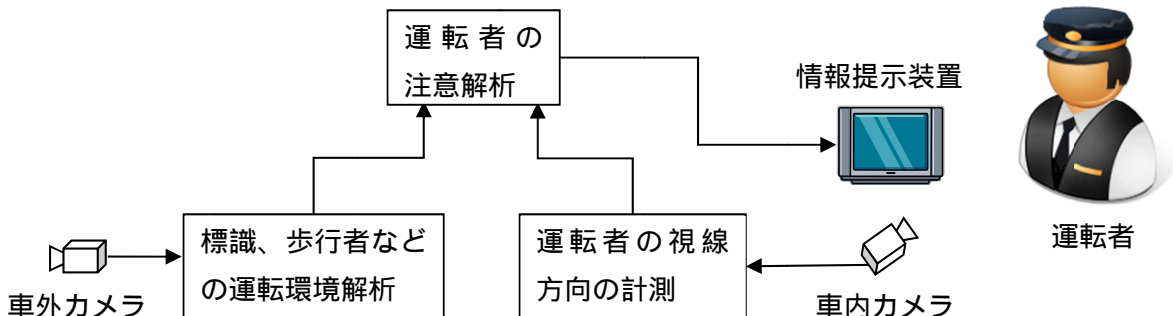 運転者の
注意解析
情報提示装置
運転者
標識、歩行者など
の運転環境解析
運転者の視線
方向の計測
車外カメラ
車内カメラ